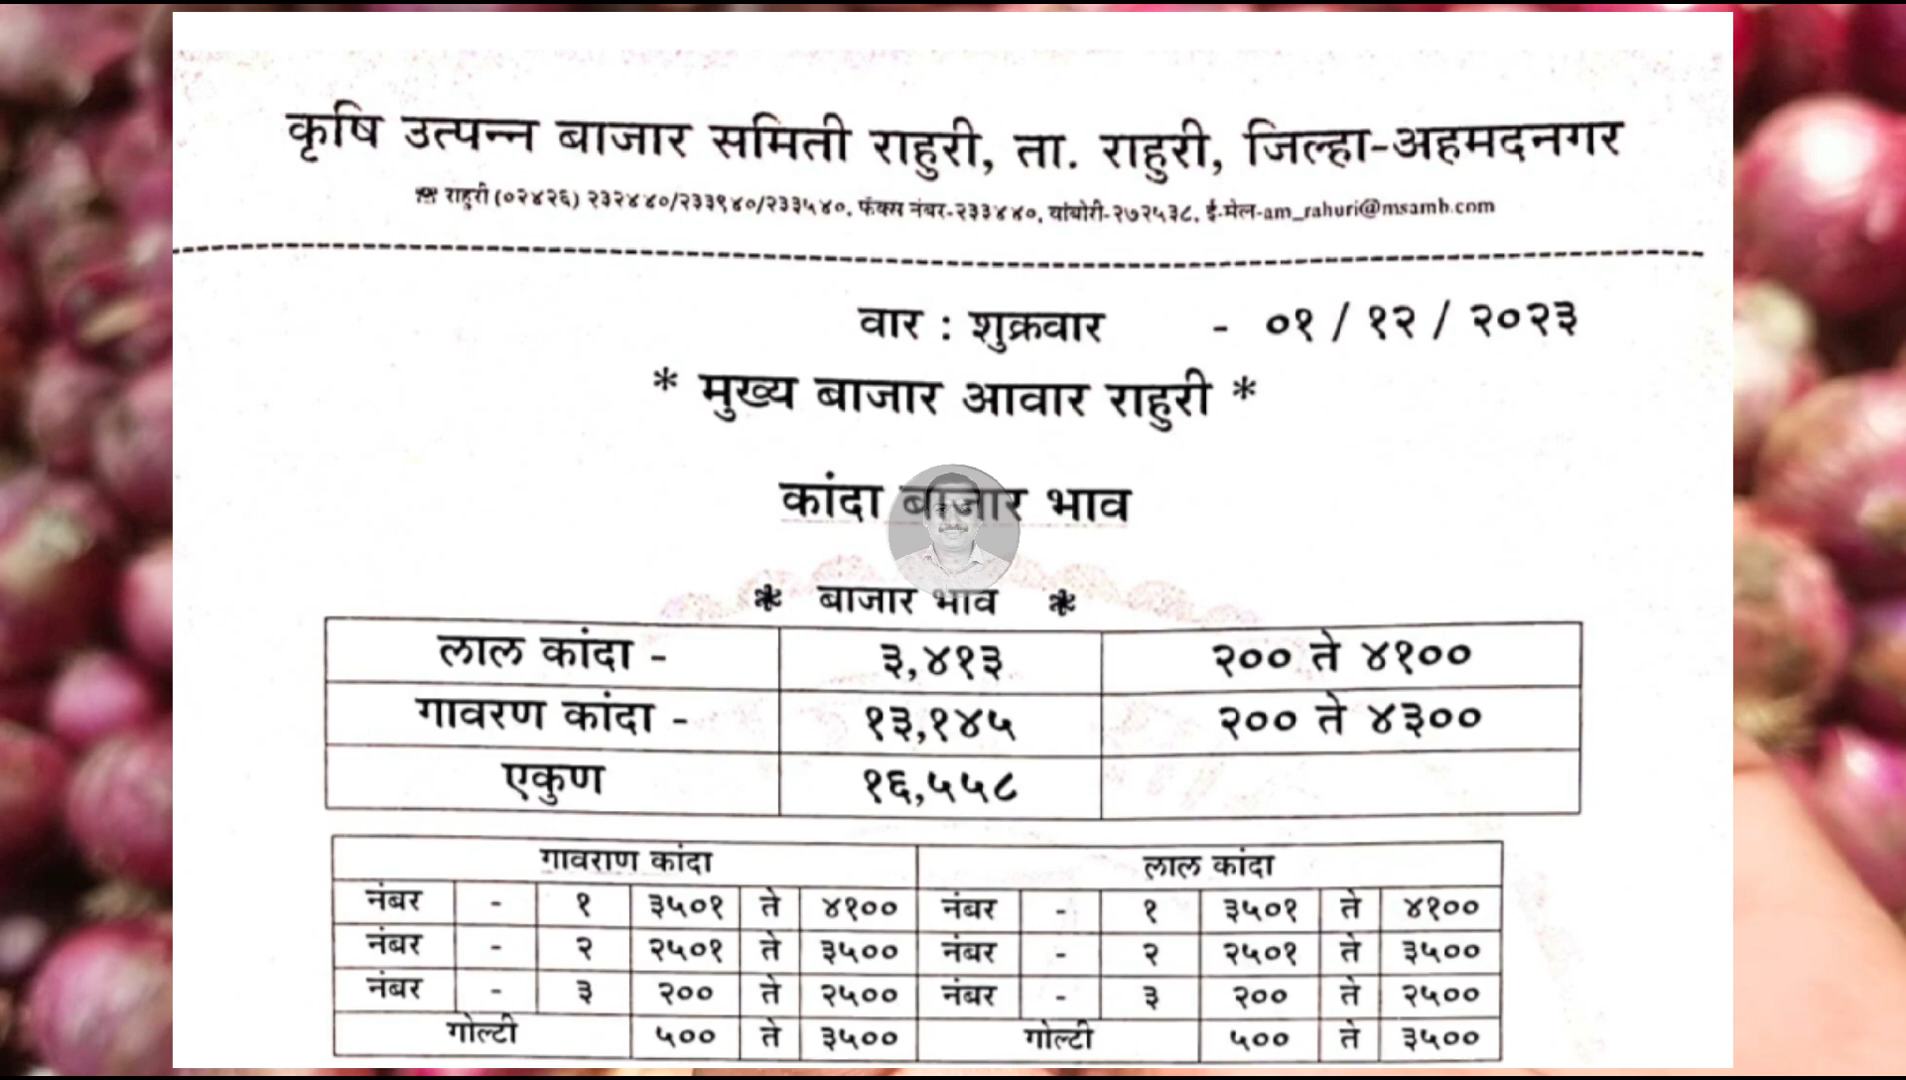 कृषि उत्पन्न बाजार समिती राहुरी, ता. राहुरी, जिल्हा-अहमदनगर
राहुरी (०२४२६) २३२४४०/२३३९४०/२३३५४०, फॅक्स नंबर-२३३४४०, वांबोरी-२७२५३८, ई-मेल-am_rahuri@msamb.com
वार : शुक्रवार - ०१ / १२ / २०२३
* मुख्य बाजार आवार राहुरी *
कांदा बाजार भाव
* बाजार भाव *
लाल कांदा - ३,४१३ २०० ते ४१००
गावरण कांदा - १३,१४५ २०० ते ४३००
एकुण १६,५५८
गावराण कांदा लाल कांदा
नंबर - १ ३५०१ ते ४१०० नंबर - १ ३५०१ ते ४१००
नंबर - २ २५०१ ते ३५०० नंबर - २ २५०१ ते ३५००
नंबर - ३ २०० ते २५०० नंबर - ३ २०० ते २५००
गोल्टी ५०० ते ३५०० गोल्टी ५०० ते ३५००